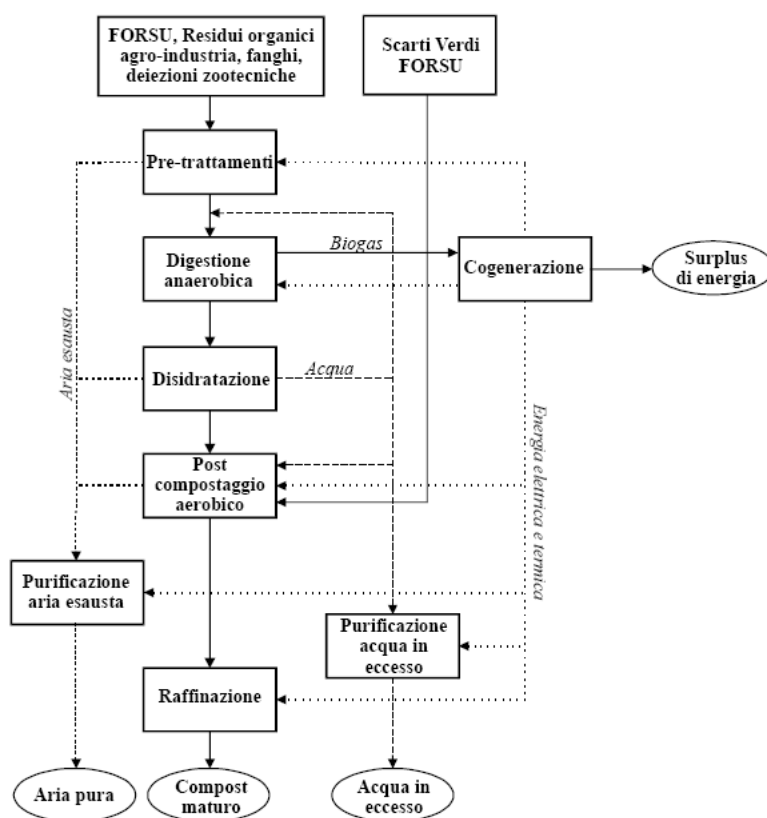 FORSU, Residui organici
agro-industria, fanghi,
deiezioni zootecniche
Scarti Verdi
FORSU
Pre-trattamenti
Biogas
Digestione
anaerobica
Cogenerazione
Surplus
di energia
Aria esausta
Disidratazione
Acqua
Energia elettrica e termica
Post
compostaggio
aerobico
Purificazione
aria esausta
Purificazione
acqua in
eccesso
Raffinazione
Aria pura
Compost
maturo
Acqua in
eccesso